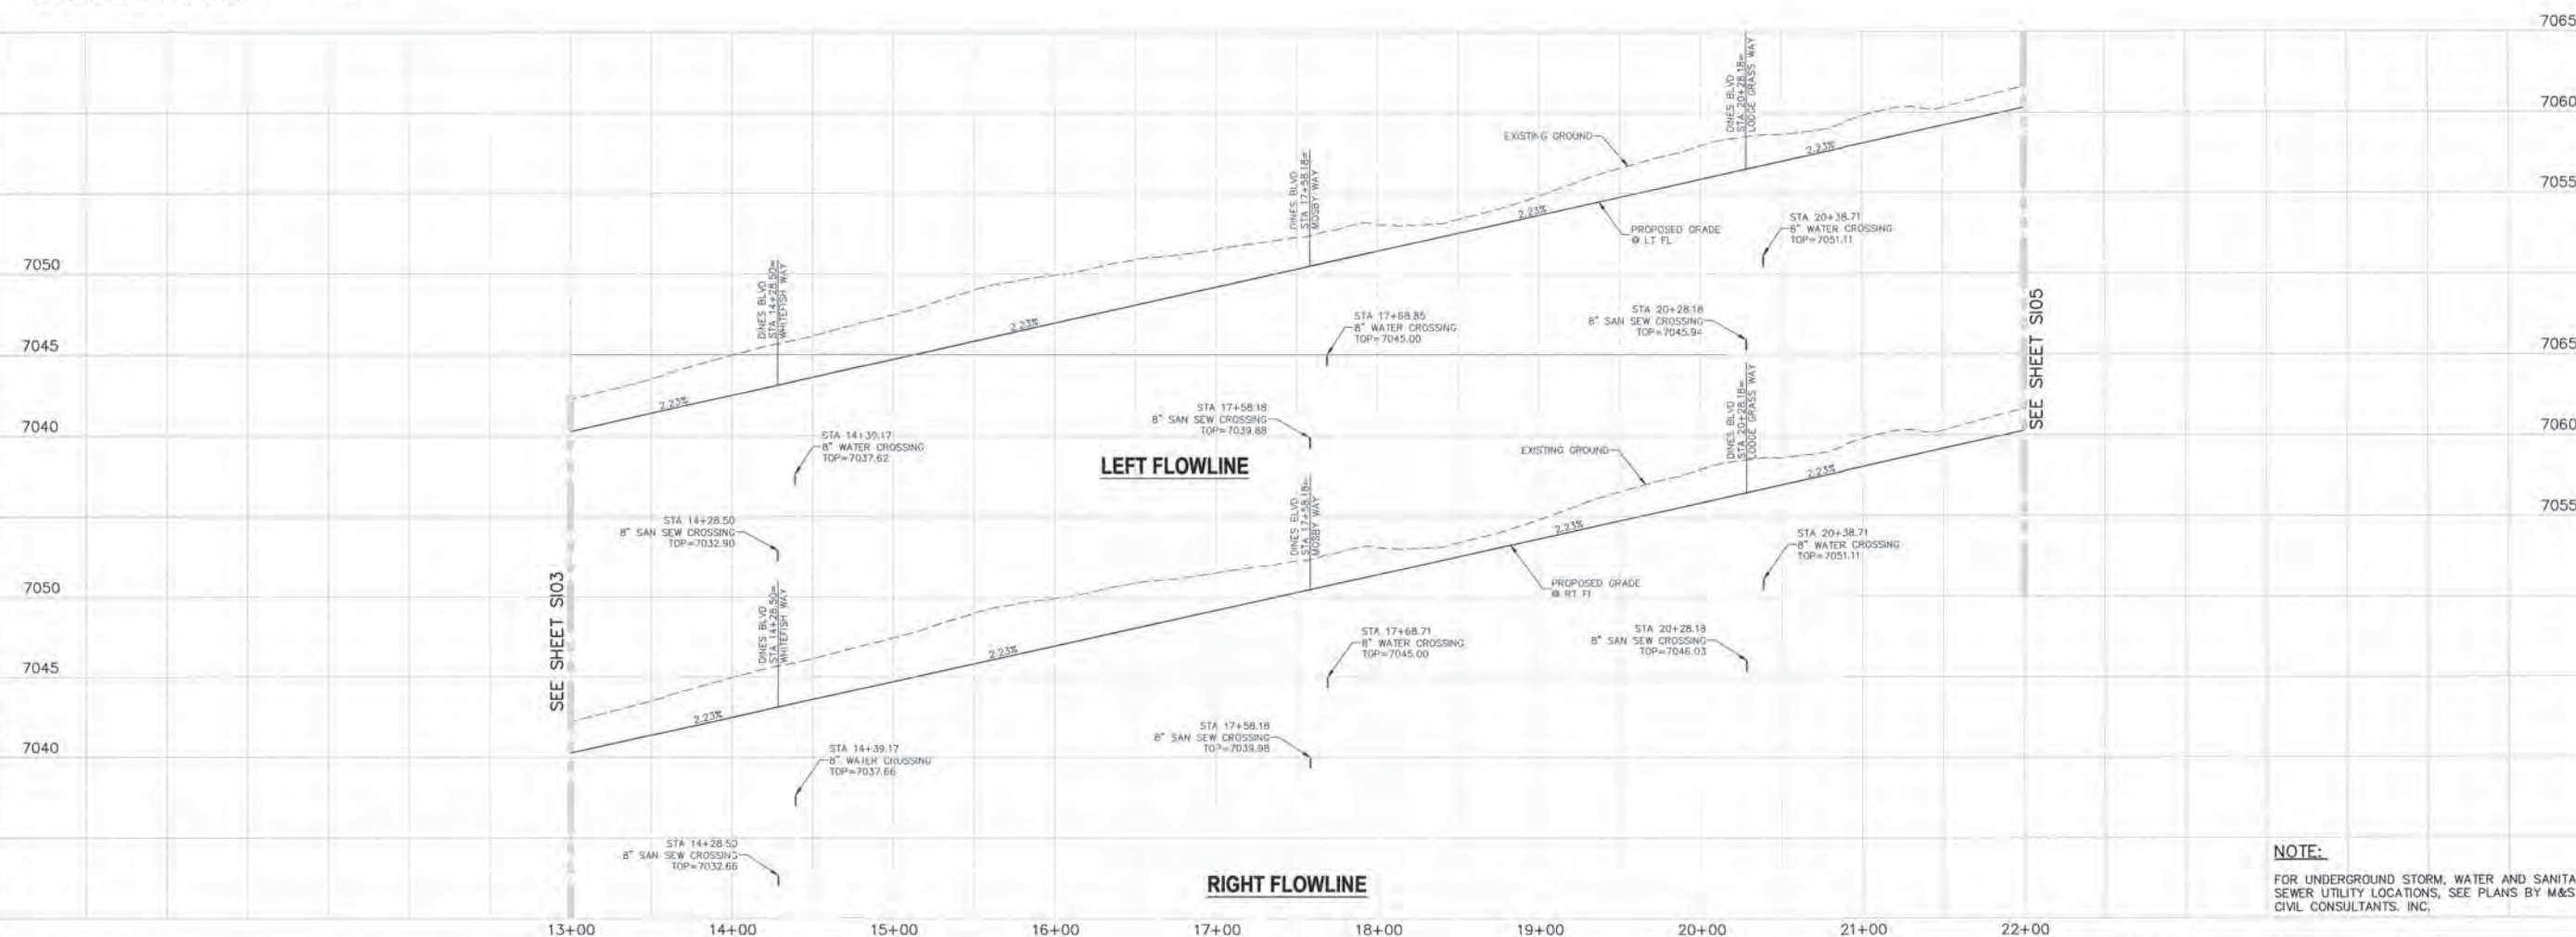 7065
7060
7055
7050
7045
7040
DINES BLVD
STA 14+28.50=
WHITEFISH WAY
DINES BLVD
STA 17+58.18=
MOSBY WAY
DINES BLVD
STA 20+28.18=
LODGE GRASS WAY
EXISTING GROUND
PROPOSED GRADE
@ LT FL
2.23%
2.23%
2.23%
2.23%
STA 20+38.71
8" WATER CROSSING
TOP=7051.11
STA 17+68.85
8" WATER CROSSING
TOP=7045.00
STA 20+28.18
8" SAN SEW CROSSING
TOP=7045.94
STA 17+58.18
8" SAN SEW CROSSING
TOP=7039.88
STA 14+39.17
8" WATER CROSSING
TOP=7037.62
STA 14+28.50
8" SAN SEW CROSSING
TOP=7032.90
LEFT FLOWLINE
SEE SHEET SI03
SEE SHEET SI05
7065
7060
7055
7050
7045
7040
DINES BLVD
STA 14+28.50=
WHITEFISH WAY
DINES BLVD
STA 17+58.18=
MOSBY WAY
DINES BLVD
STA 20+28.18=
LODGE GRASS WAY
EXISTING GROUND
PROPOSED GRADE
@ RT FL
2.23%
2.23%
2.23%
2.23%
STA 20+38.71
8" WATER CROSSING
TOP=7051.11
STA 17+68.71
8" WATER CROSSING
TOP=7045.00
STA 20+28.18
8" SAN SEW CROSSING
TOP=7046.03
STA 17+58.18
8" SAN SEW CROSSING
TOP=7039.98
STA 14+39.17
8" WATER CROSSING
TOP=7037.66
STA 14+28.50
8" SAN SEW CROSSING
TOP=7032.66
RIGHT FLOWLINE
NOTE:
FOR UNDERGROUND STORM, WATER AND SANITA
SEWER UTILITY LOCATIONS, SEE PLANS BY M&S
CIVIL CONSULTANTS. INC.
13+00 14+00 15+00 16+00 17+00 18+00 19+00 20+00 21+00 22+00